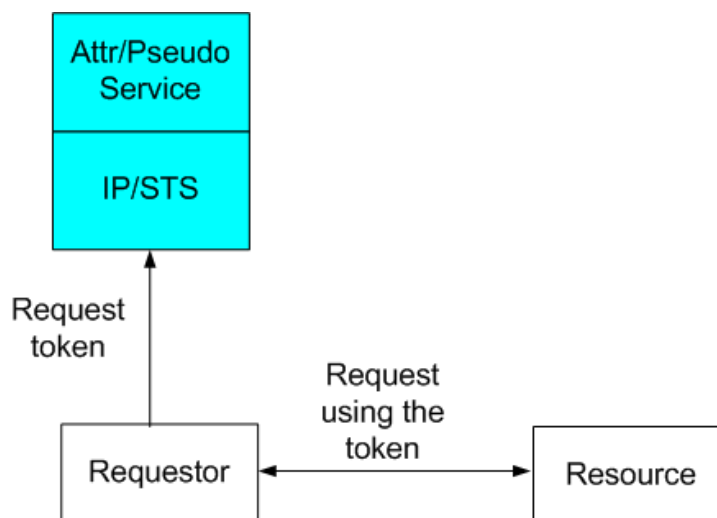 Attr/Pseudo
Service
IP/STS
Request
token
Request
using the
token
Requestor
Resource